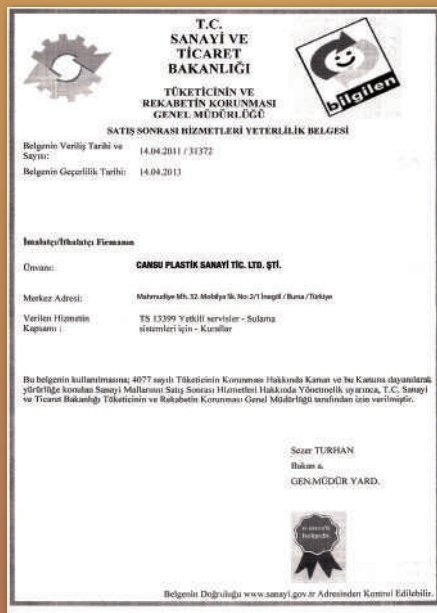 T.C.
SANAYİ VE
TİCARET
BAKANLIĞI
TÜKETİCİNİN VE
REKABETİN KORUNMASI
GENEL MÜDÜRLÜĞÜ
bilgilen
SATIŞ SONRASI HİZMETLERİ YETERLİLİK BELGESİ
Belgenin Veriliş Tarihi ve Sayısı: 14.04.2011 / 31372
Belgenin Geçerlilik Tarihi: 14.04.2013
İmalatçı/İthalatçı Firmanın
Ünvanı: CANSU PLASTİK SANAYİ TİC. LTD. ŞTİ.
Merkez Adresi: Mahmudiye Mh. 32. Mobilya Sk. No: 2/1 İnegöl / Bursa / Türkiye
Verilen Hizmetin Kapsamı : TS 13399 Yetkili servisler - Sulama
sistemleri için - Kurallar
Bu belgenin kullanılmasına; 4077 sayılı Tüketicinin Korunması Hakkında Kanun ve bu Kanuna dayanılarak
yürürlüğe konulan Sanayi Mallarının Satış Sonrası Hizmetleri Hakkında Yönetmelik uyarınca, T.C. Sanayi
ve Ticaret Bakanlığı Tüketicinin ve Rekabetin Korunması Genel Müdürlüğü tarafından izin verilmiştir.
Sezer TURHAN
Bakan a.
GEN.MÜDÜR YARD.
Belgenin Doğruluğu www.sanayi.gov.tr Adresinden Kontrol Edilebilir.